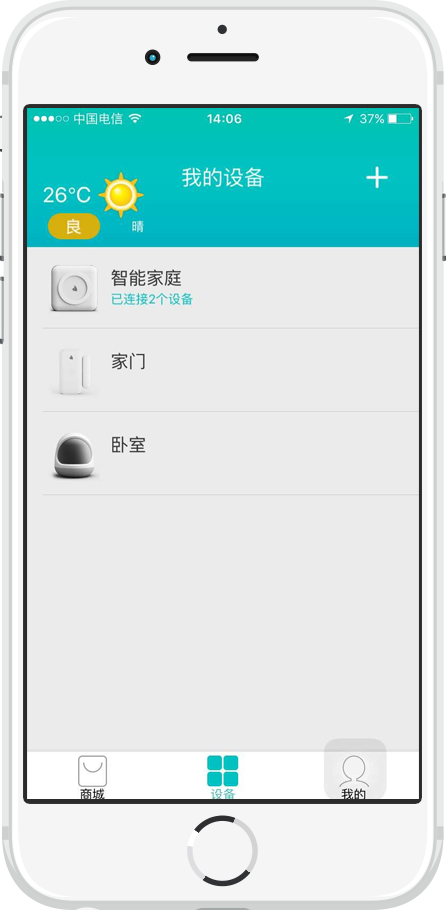 中国电信 14:06 37%
我的设备
26℃
良 晴
智能家庭
已连接2个设备
家门
卧室
商城 设备 我的